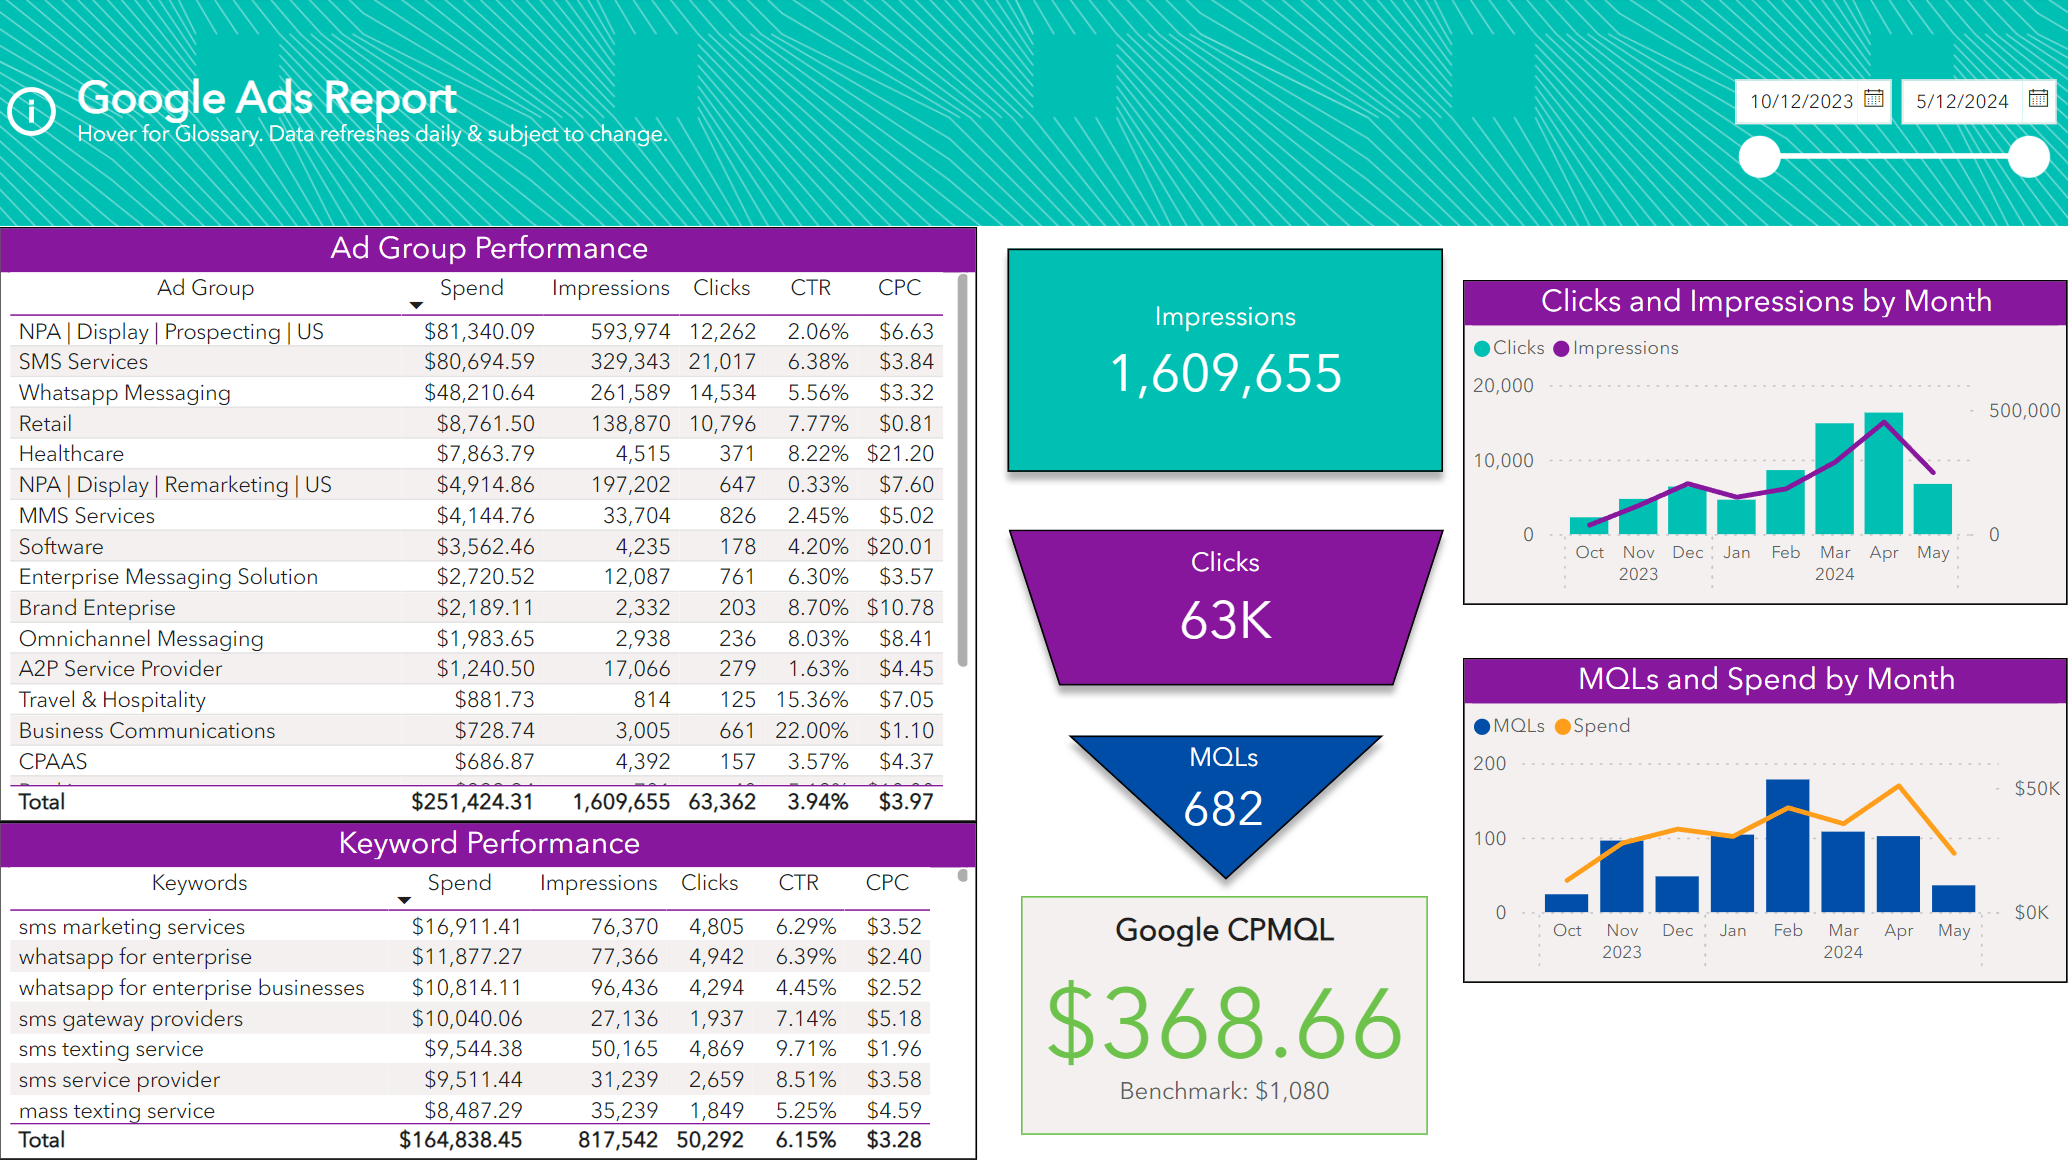 Google Ads Report
Hover for Glossary. Data refreshes daily & subject to change.
10/12/2023
5/12/2024
Ad Group Performance
Ad Group Spend Impressions Clicks CTR CPC
NPA | Display | Prospecting | US $81,340.09 593,974 12,262 2.06% $6.63
SMS Services $80,694.59 329,343 21,017 6.38% $3.84
Whatsapp Messaging $48,210.64 261,589 14,534 5.56% $3.32
Retail $8,761.50 138,870 10,796 7.77% $0.81
Healthcare $7,863.79 4,515 371 8.22% $21.20
NPA | Display | Remarketing | US $4,914.86 197,202 647 0.33% $7.60
MMS Services $4,144.76 33,704 826 2.45% $5.02
Software $3,562.46 4,235 178 4.20% $20.01
Enterprise Messaging Solution $2,720.52 12,087 761 6.30% $3.57
Brand Enteprise $2,189.11 2,332 203 8.70% $10.78
Omnichannel Messaging $1,983.65 2,938 236 8.03% $8.41
A2P Service Provider $1,240.50 17,066 279 1.63% $4.45
Travel & Hospitality $881.73 814 125 15.36% $7.05
Business Communications $728.74 3,005 661 22.00% $1.10
CPAAS $686.87 4,392 157 3.57% $4.37
Total $251,424.31 1,609,655 63,362 3.94% $3.97
Keyword Performance
Keywords Spend Impressions Clicks CTR CPC
sms marketing services $16,911.41 76,370 4,805 6.29% $3.52
whatsapp for enterprise $11,877.27 77,366 4,942 6.39% $2.40
whatsapp for enterprise businesses $10,814.11 96,436 4,294 4.45% $2.52
sms gateway providers $10,040.06 27,136 1,937 7.14% $5.18
sms texting service $9,544.38 50,165 4,869 9.71% $1.96
sms service provider $9,511.44 31,239 2,659 8.51% $3.58
mass texting service $8,487.29 35,239 1,849 5.25% $4.59
Total $164,838.45 817,542 50,292 6.15% $3.28
Impressions
1,609,655
Clicks
63K
MQLs
682
Google CPMQL
$368.66
Benchmark: $1,080
Clicks and Impressions by Month
Clicks Impressions
20,000
500,000
10,000
0 0
Oct Nov Dec Jan Feb Mar Apr May
2023 2024
MQLs and Spend by Month
MQLs Spend
200
$50K
100
0 $0K
Oct Nov Dec Jan Feb Mar Apr May
2023 2024